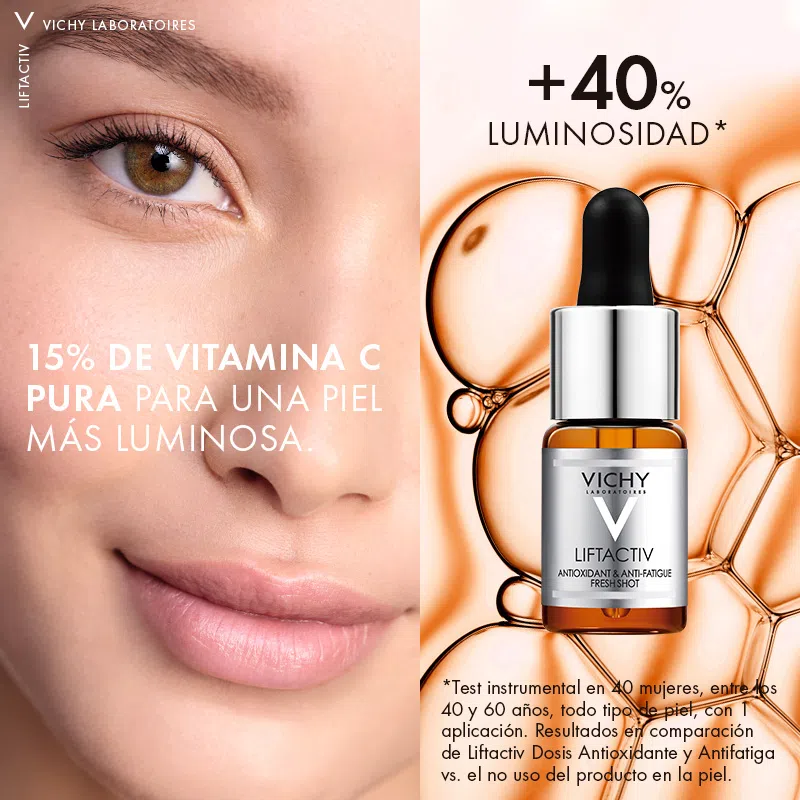 VICHY LABORATOIRES
LIFTACTIV
15% DE VITAMINA C
PURA PARA UNA PIEL
MÁS LUMINOSA.
+40%
LUMINOSIDAD*
VICHY
LABORATOIRES
LIFTACTIV
ANTIOXIDANT & ANTI-FATIGUE
FRESH SHOT
*Test instrumental en 40 mujeres, entre los
40 y 60 años, todo tipo de piel, con 1
aplicación. Resultados en comparación
de Liftactiv Dosis Antioxidante y Antifatiga
vs. el no uso del producto en la piel.